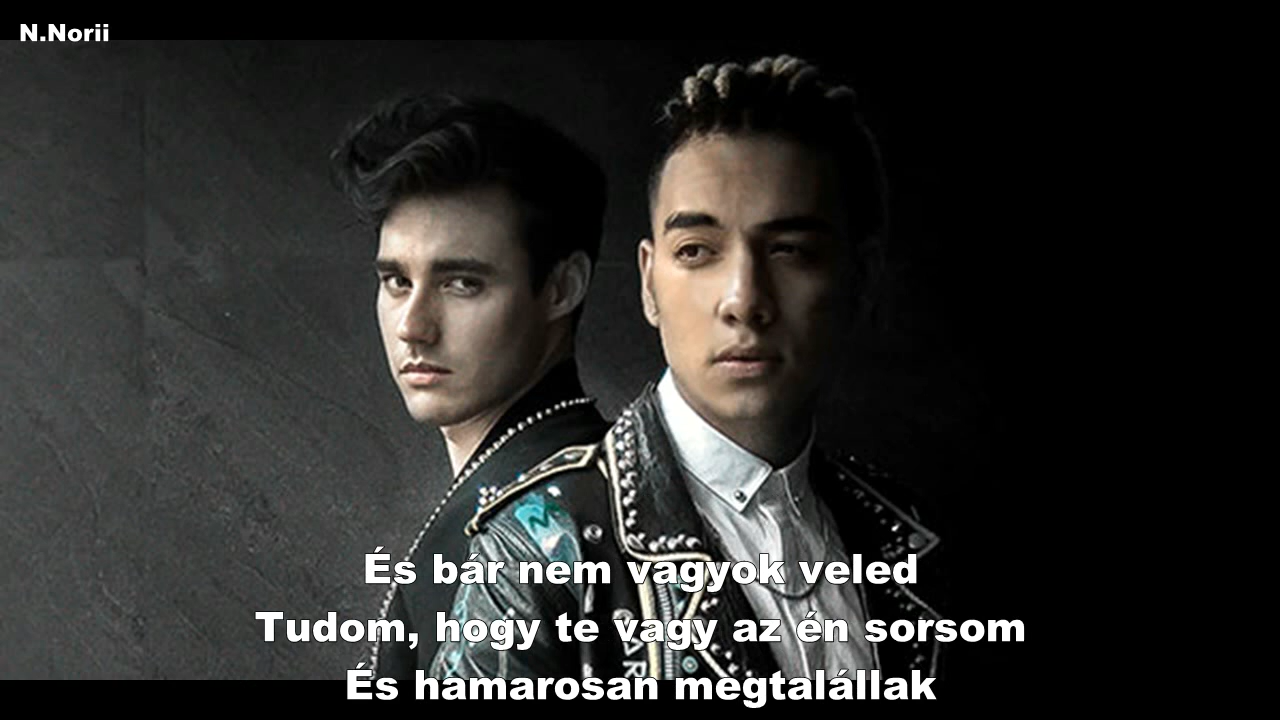 N.Norii
És bár nem vagyok veled
Tudom, hogy te vagy az én sorsom
És hamarosan megtalállak